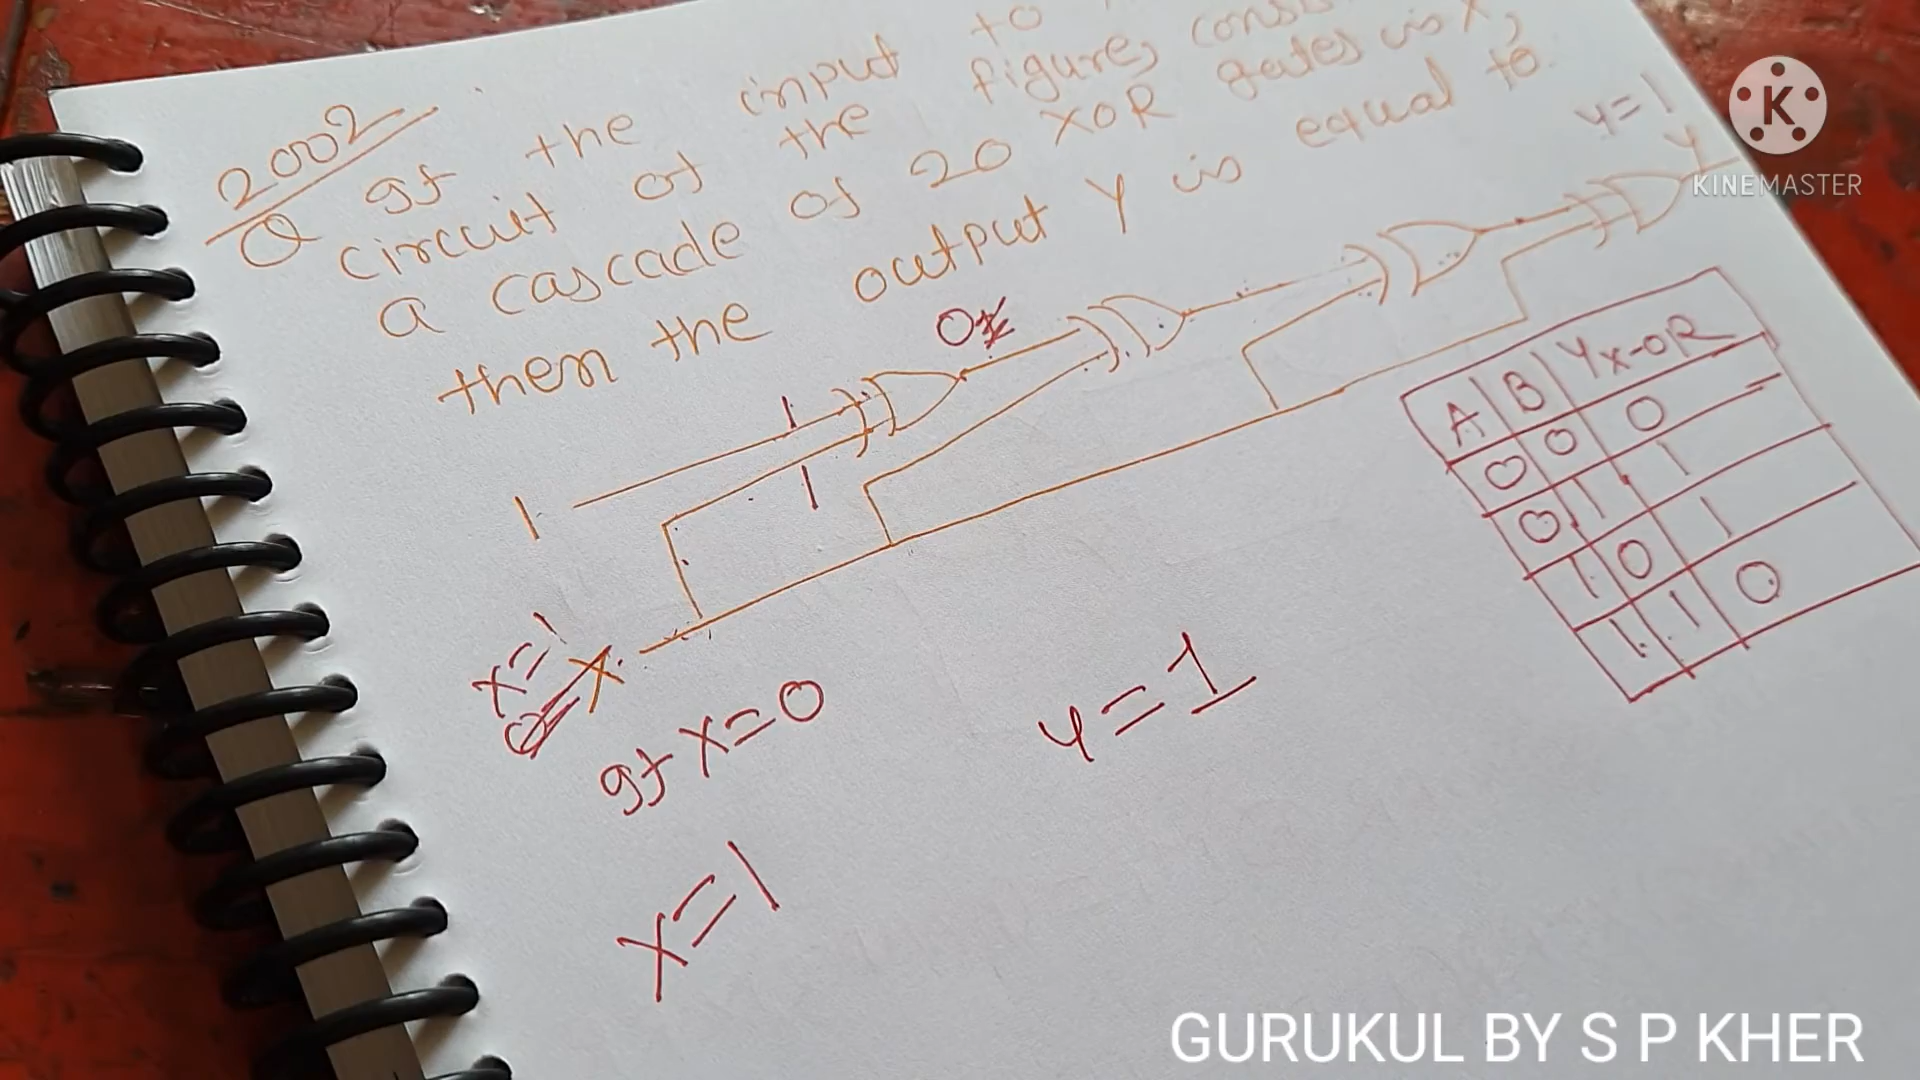 2002
Q If the input to
circuit of the figure, cons
a cascade of 20 XOR gates is X,
then the output Y is equal to.
y=1
Y
K
KINEMASTER
0
1
1
1
x=1
0=X
If x=0
y=1
x=1
A B Yx-OR
0 0 0
0 1 1
1 0 1
1 1 0
GURUKUL BY S P KHER